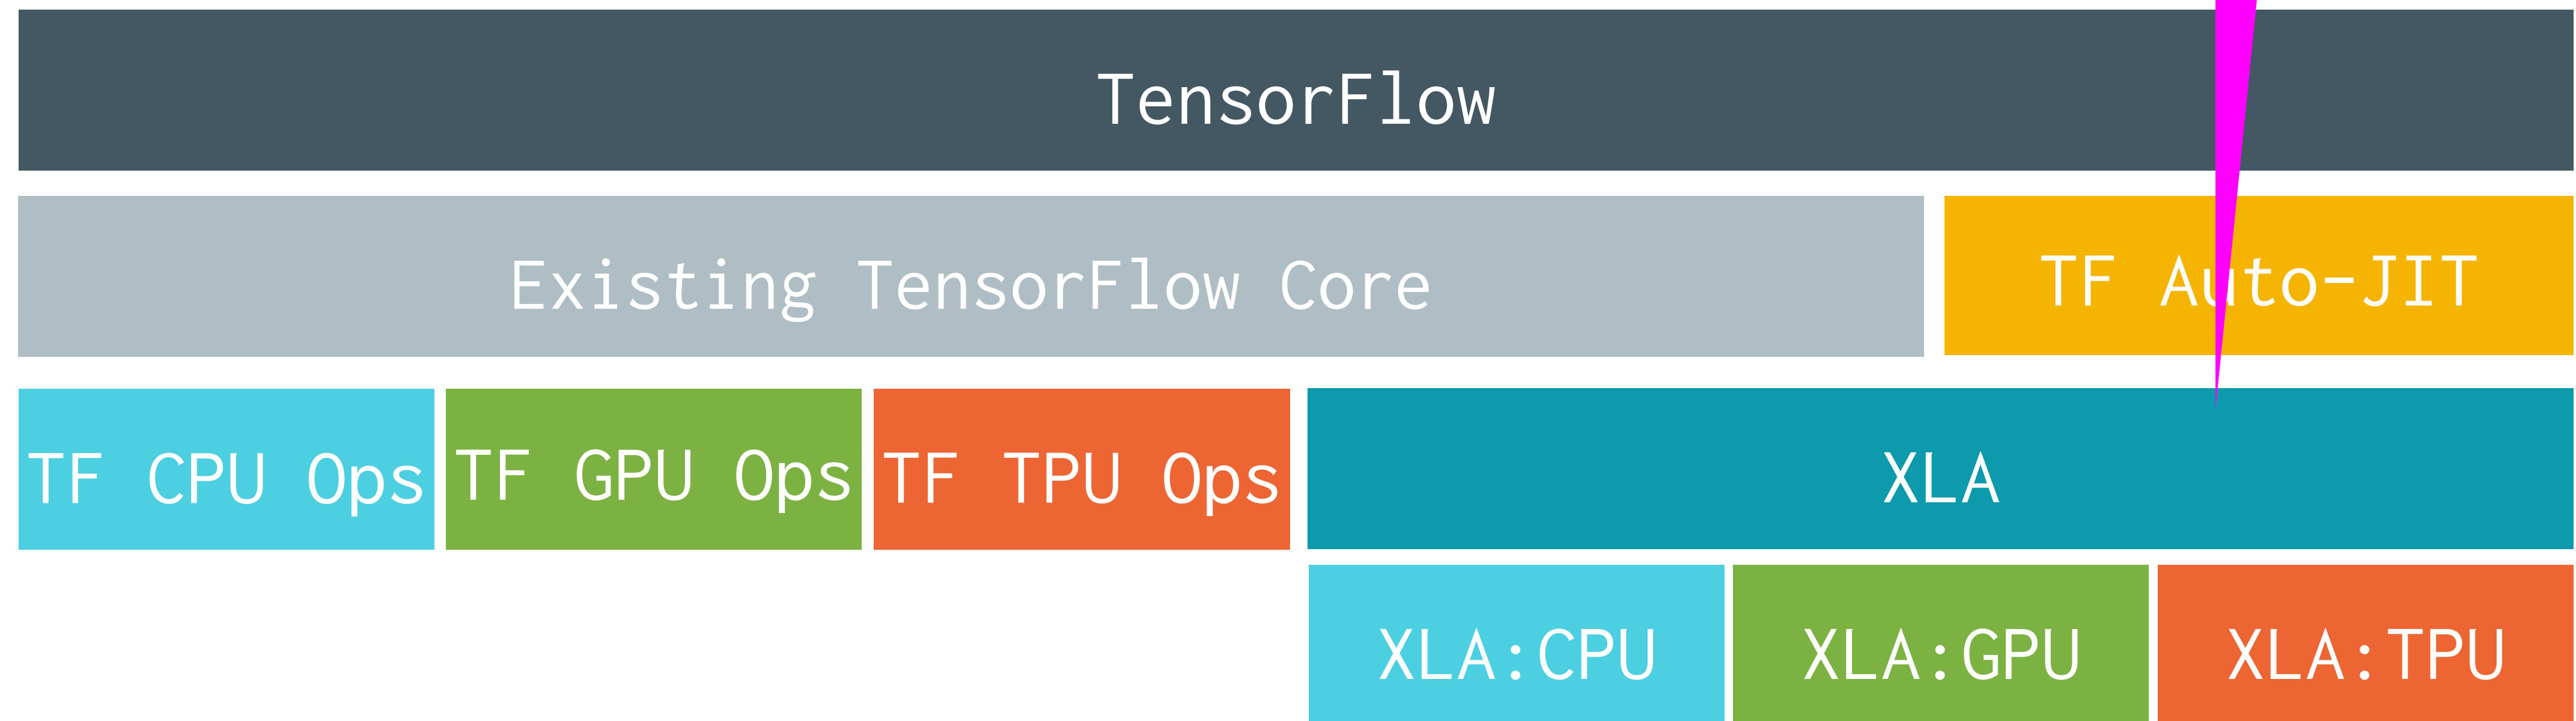 TensorFlow
Existing TensorFlow Core
TF Auto-JIT
TF CPU Ops
TF GPU Ops
TF TPU Ops
XLA
XLA:CPU
XLA:GPU
XLA:TPU